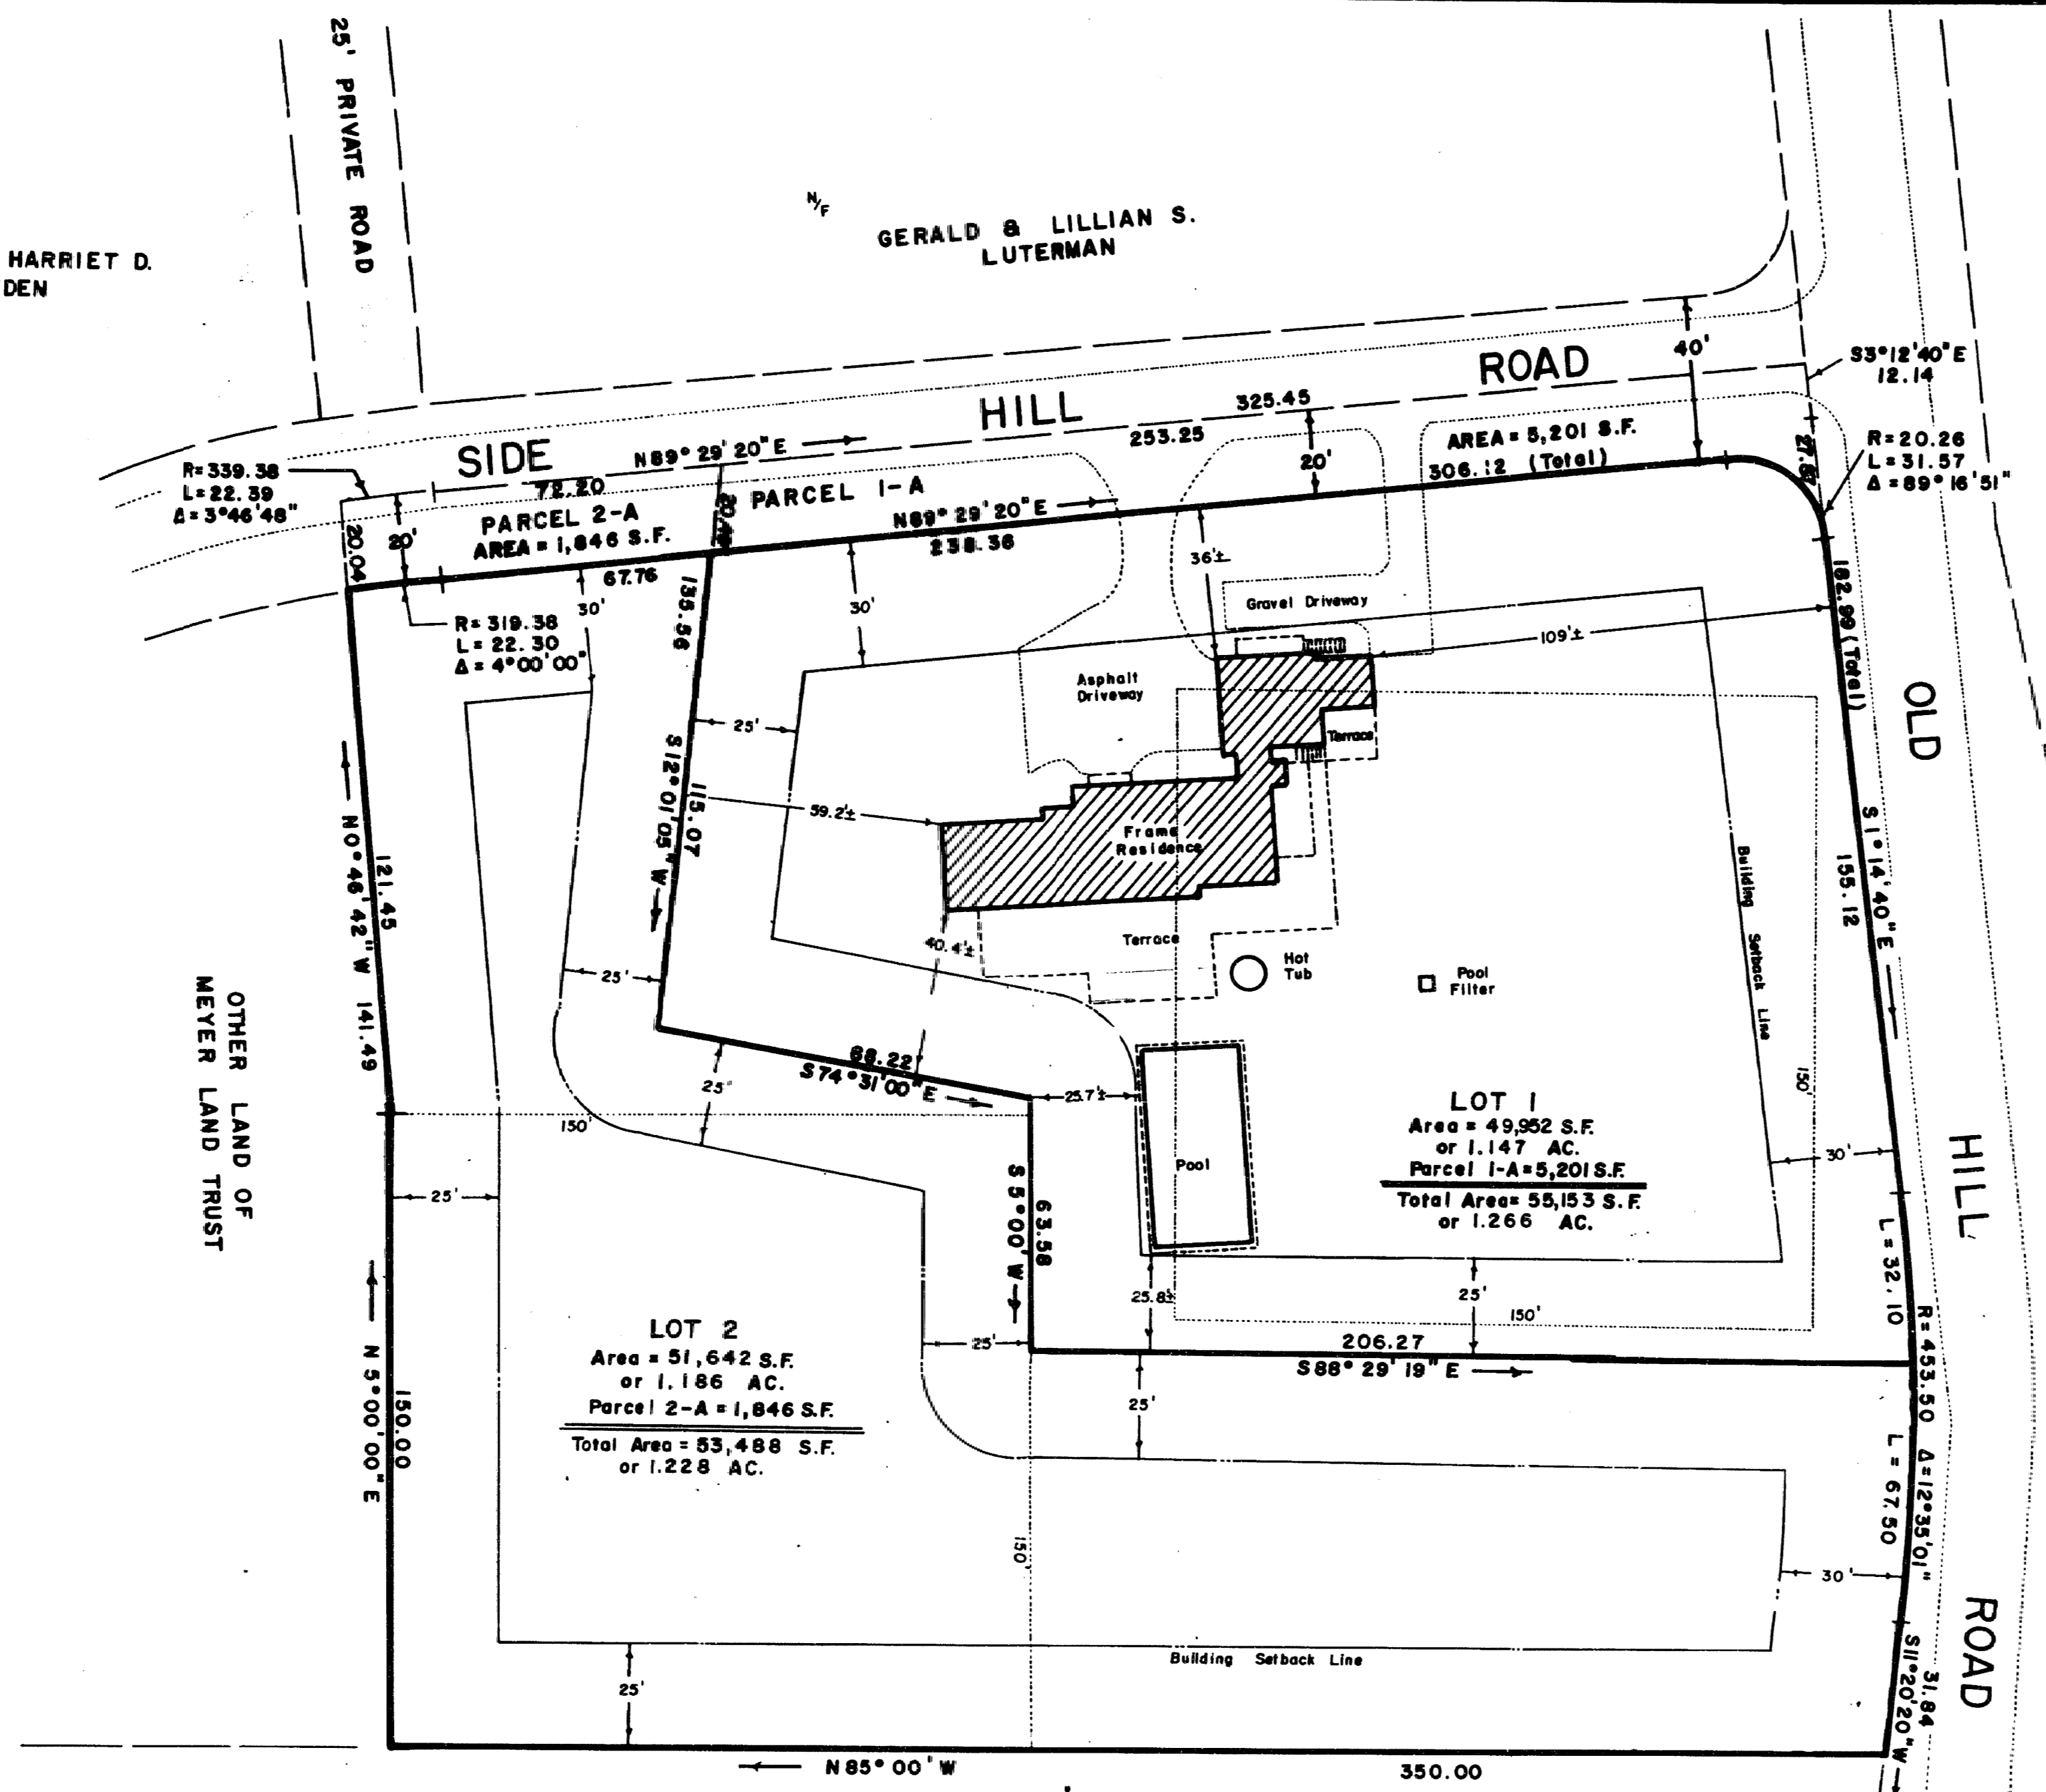 25' PRIVATE ROAD
HARRIET D.
DEN
N/F
GERALD & LILLIAN S.
LUTERMAN
SIDE HILL ROAD
40'
S3°12'40"E
12.14
R=20.26
L=31.57
Δ=89°16'51"
R=339.38
L=22.39
Δ=3°46'48"
N89°29'20"E
325.45
72.20
253.25
20'
AREA=5,201 S.F.
306.12 (Total)
PARCEL 1-A
PARCEL 2-A
AREA=1,846 S.F.
20.04
20'
N89°29'20"E
238.36
67.76
R=319.38
L=22.30
Δ=4°00'00"
30'
135.56
30'
36'±
Gravel Driveway
109'±
182.99 (Total)
OLD HILL ROAD
Asphalt
Driveway
25'
Terrace
S12°01'05"W
115.07
59.2'±
Frame
Residence
S1°14'40"E
155.12
Building Setback Line
121.45
N0°46'42"W 141.49
40.4'±
Terrace
Hot
Tub
Pool
Filter
25'
OTHER LAND OF
MEYER LAND TRUST
68.22
S74°31'00"E
25'
25.7'±
150'
150'
LOT 1
Area = 49,952 S.F.
or 1.147 AC.
Parcel 1-A=5,201 S.F.
Total Area= 55,153 S.F.
or 1.266 AC.
Pool
30'
25'
S 5°00' W
63.58
L=32.10
25.8'±
25'
150'
R=453.50 Δ=12°35'01"
LOT 2
Area = 51,642 S.F.
or 1.186 AC.
Parcel 2-A = 1,846 S.F.
Total Area = 53,488 S.F.
or 1.228 AC.
25'
206.27
S88°29'19"E
25'
N 5°00'00" E
150.00
L=67.50
150'
30'
Building Setback Line
25'
31.84
S11°20'20"W
N85°00'W
350.00